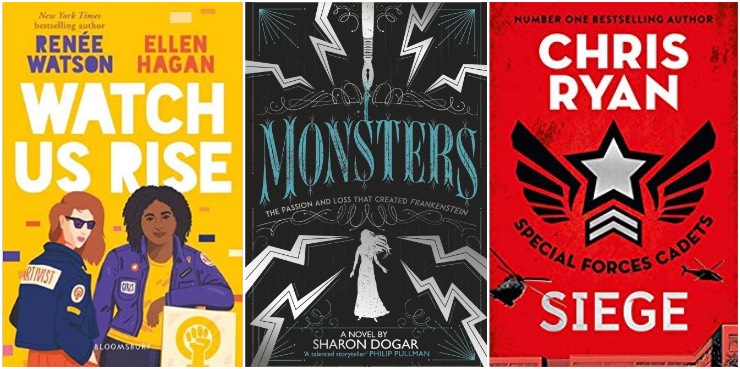 New York Times
bestselling author
RENÉE
WATSON
ELLEN
HAGAN
WATCH
US RISE
ARTIVIST
GIRLS
BLOOMSBURY
MONSTERS
THE PASSION AND LOSS THAT CREATED FRANKENSTEIN
A NOVEL BY
SHARON DOGAR
'A talented storyteller' PHILIP PULLMAN
NUMBER ONE BESTSELLING AUTHOR
CHRIS
RYAN
SPECIAL FORCES CADETS
SIEGE